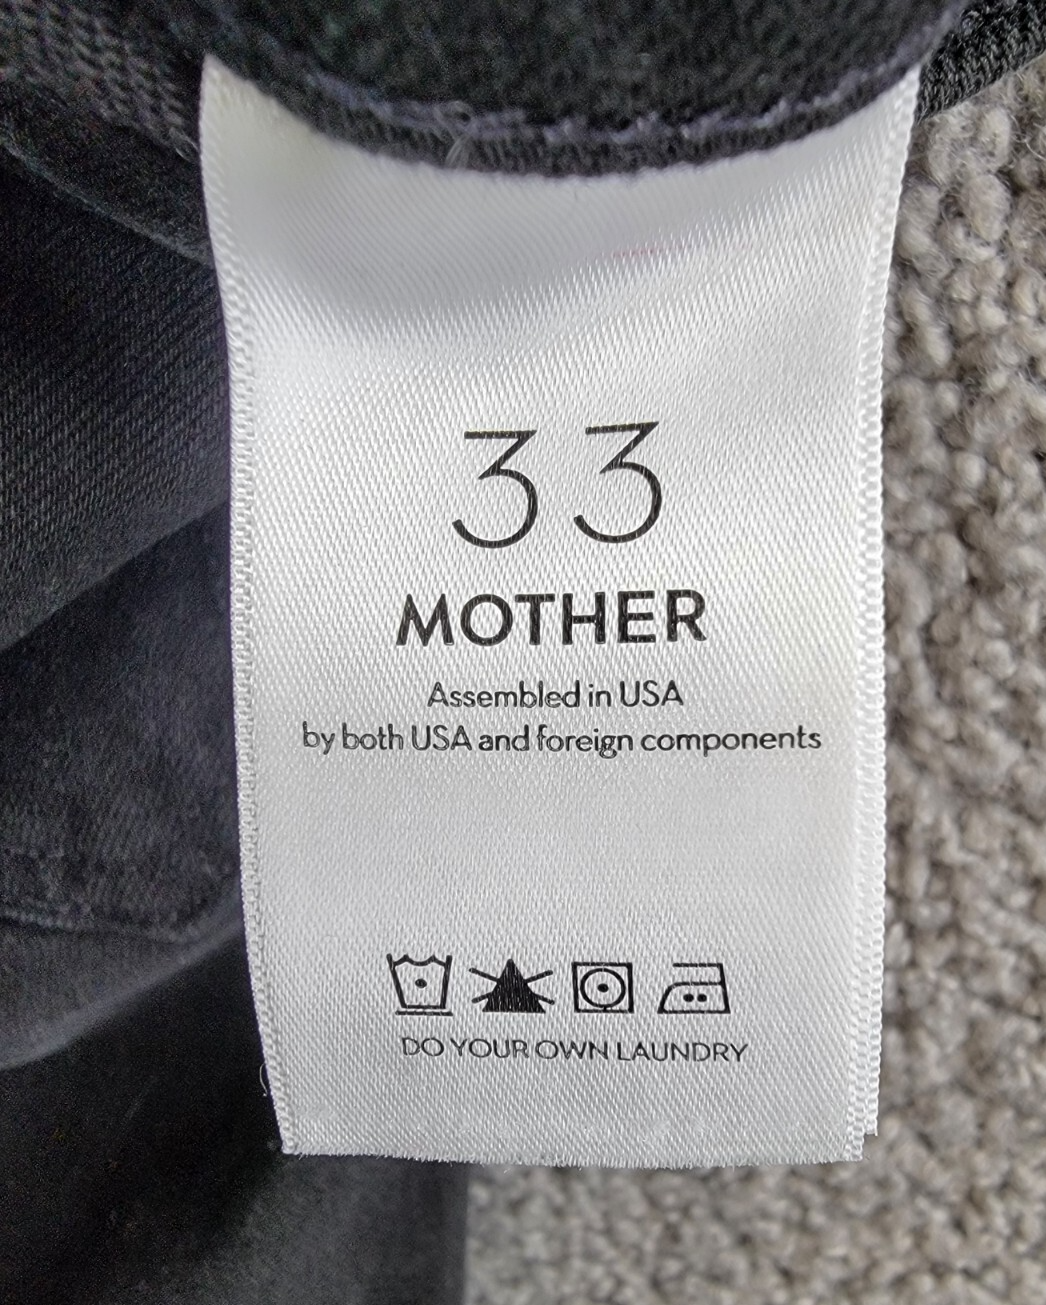 33
MOTHER
Assembled in USA
by both USA and foreign components
DO YOUR OWN LAUNDRY